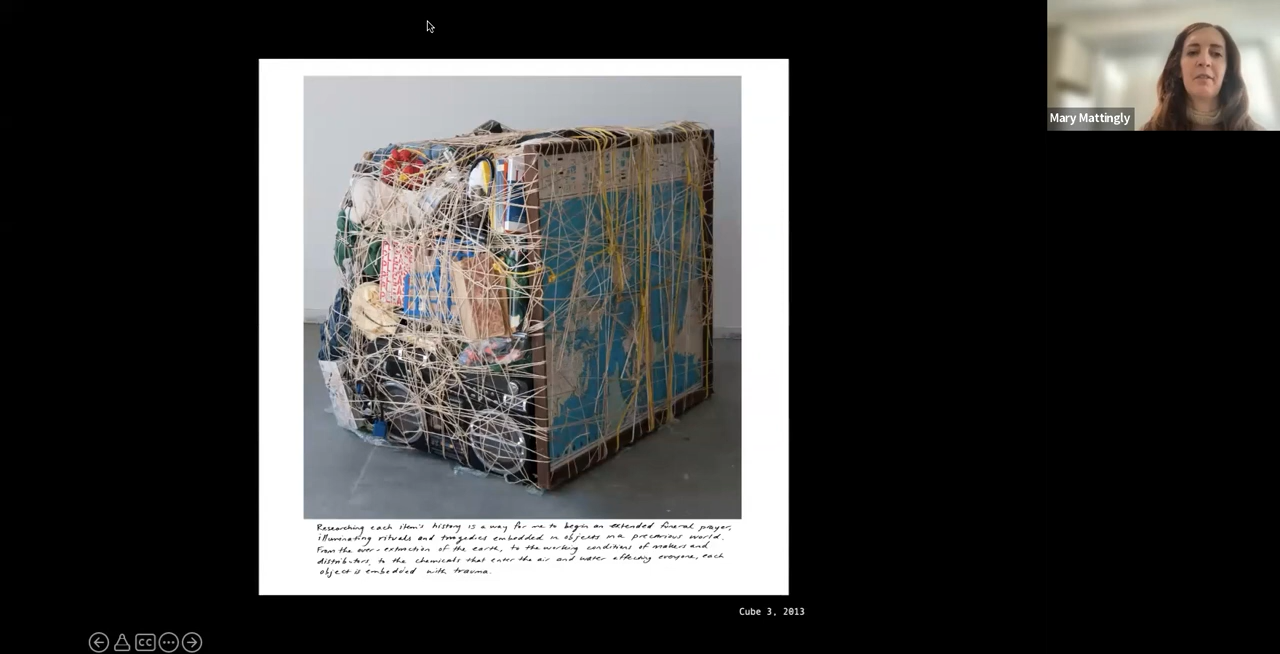 Mary Mattingly
Researching each item's history is a way for me to begin an extended funeral prayer,
illuminating rituals and tragedies embedded in objects in a precarious world.
From the over-extraction of the earth, to the working conditions of makers and
distributors, to the chemicals that enter the air and water effecting everyone, each
object is embedded with trauma.
Cube 3, 2013
CC